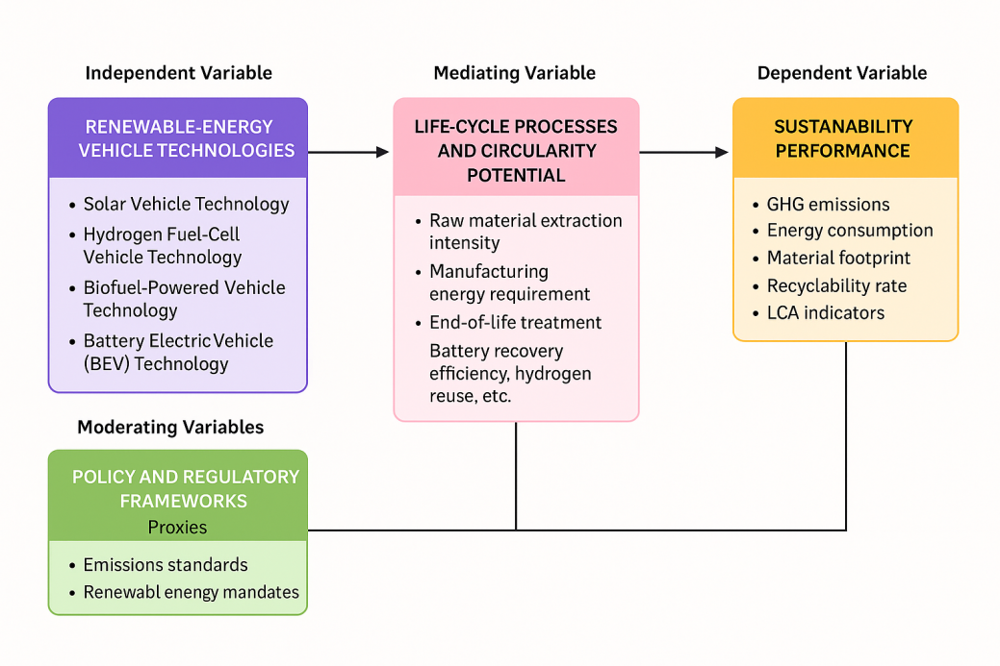 Independent Variable
RENEWABLE-ENERGY
VEHICLE TECHNOLOGIES
• Solar Vehicle Technology
• Hydrogen Fuel-Cell
Vehicle Technology
• Biofuel-Powered Vehicle
Technology
• Battery Electric Vehicle
(BEV) Technology
Mediating Variable
LIFE-CYCLE PROCESSES
AND CIRCULARITY
POTENTIAL
• Raw material extraction
intensity
• Manufacturing
energy requirement
• End-of-life treatment
Battery recovery
efficiency, hydrogen
reuse, etc.
Dependent Variable
SUSTANABILITY
PERFORMANCE
• GHG emissions
• Energy consumption
• Material footprint
• Recyclability rate
• LCA indicators
Moderating Variables
POLICY AND REGULATORY
FRAMEWORKS
Proxies
• Emissions standards
• Renewabl energy mandates